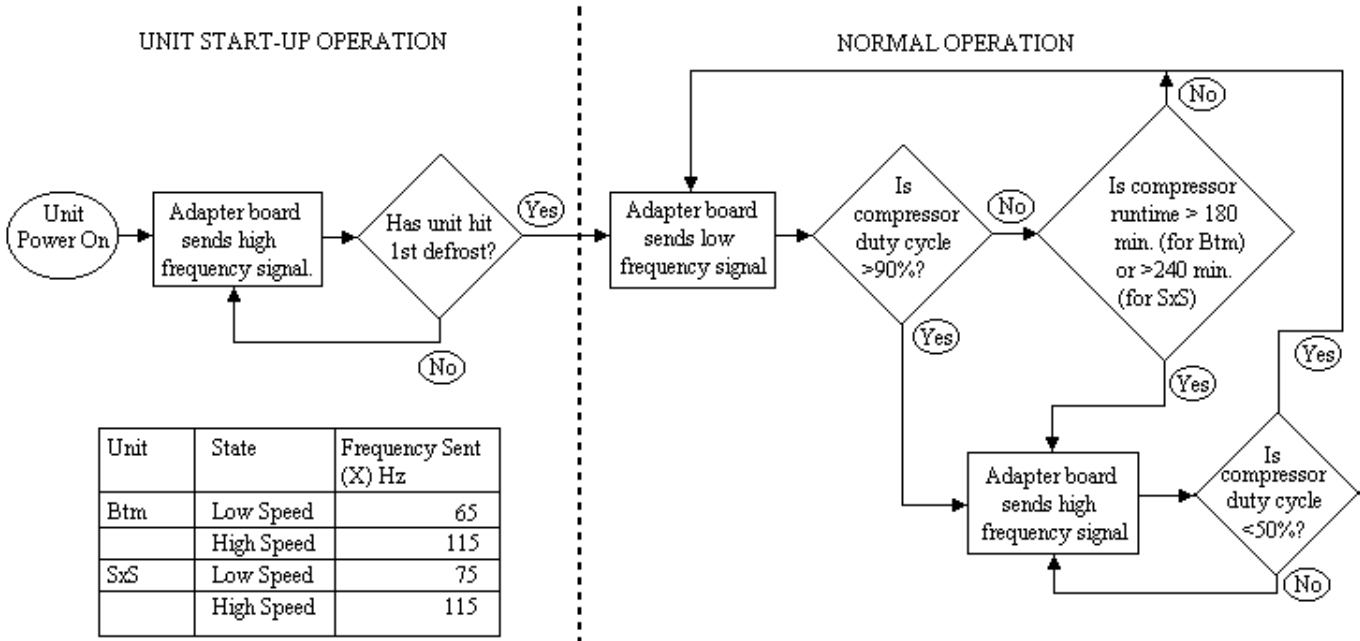 UNIT START-UP OPERATION
NORMAL OPERATION
Unit
Power On
Adapter board
sends high
frequency signal.
Has unit hit
1st defrost?
Yes
No
Adapter board
sends low
frequency signal
Is
compressor
duty cycle
>90%?
No
Yes
Is compressor
runtime > 180
min. (for Btm)
or >240 min.
(for SxS)
No
Yes
Adapter board
sends high
frequency signal
Is
compressor
duty cycle
<50%?
Yes
No
Unit State Frequency Sent
(X) Hz
Btm Low Speed 65
High Speed 115
SxS Low Speed 75
High Speed 115